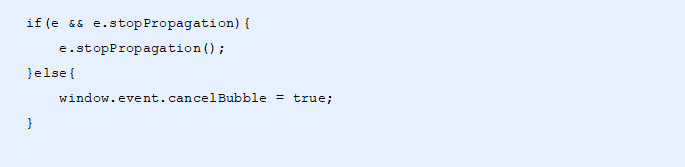 if(e && e.stopPropagation){
    e.stopPropagation();
}else{
    window.event.cancelBubble = true;
}